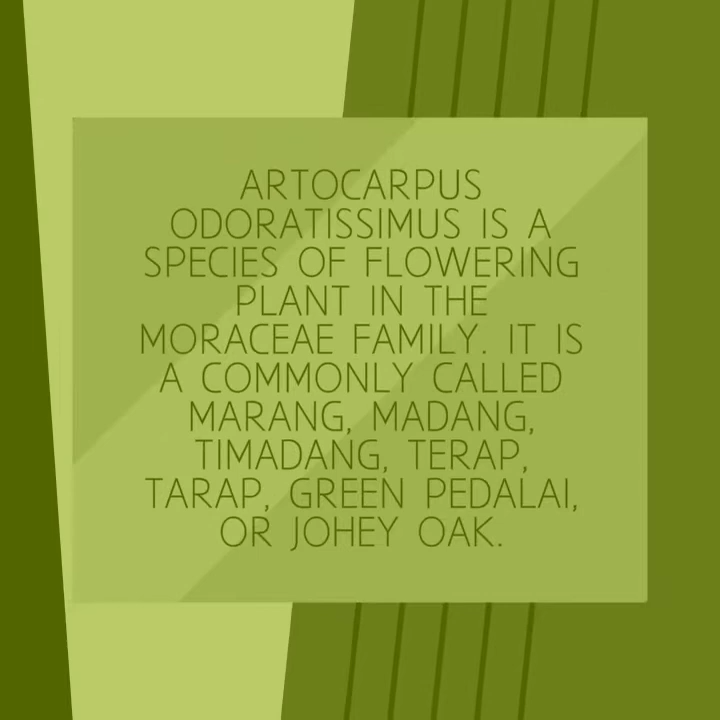 ARTOCARPUS
ODORATISSIMUS IS A
SPECIES OF FLOWERING
PLANT IN THE
MORACEAE FAMILY. IT IS
A COMMONLY CALLED
MARANG, MADANG,
TIMADANG, TERAP,
TARAP, GREEN PEDALAI,
OR JOHEY OAK.